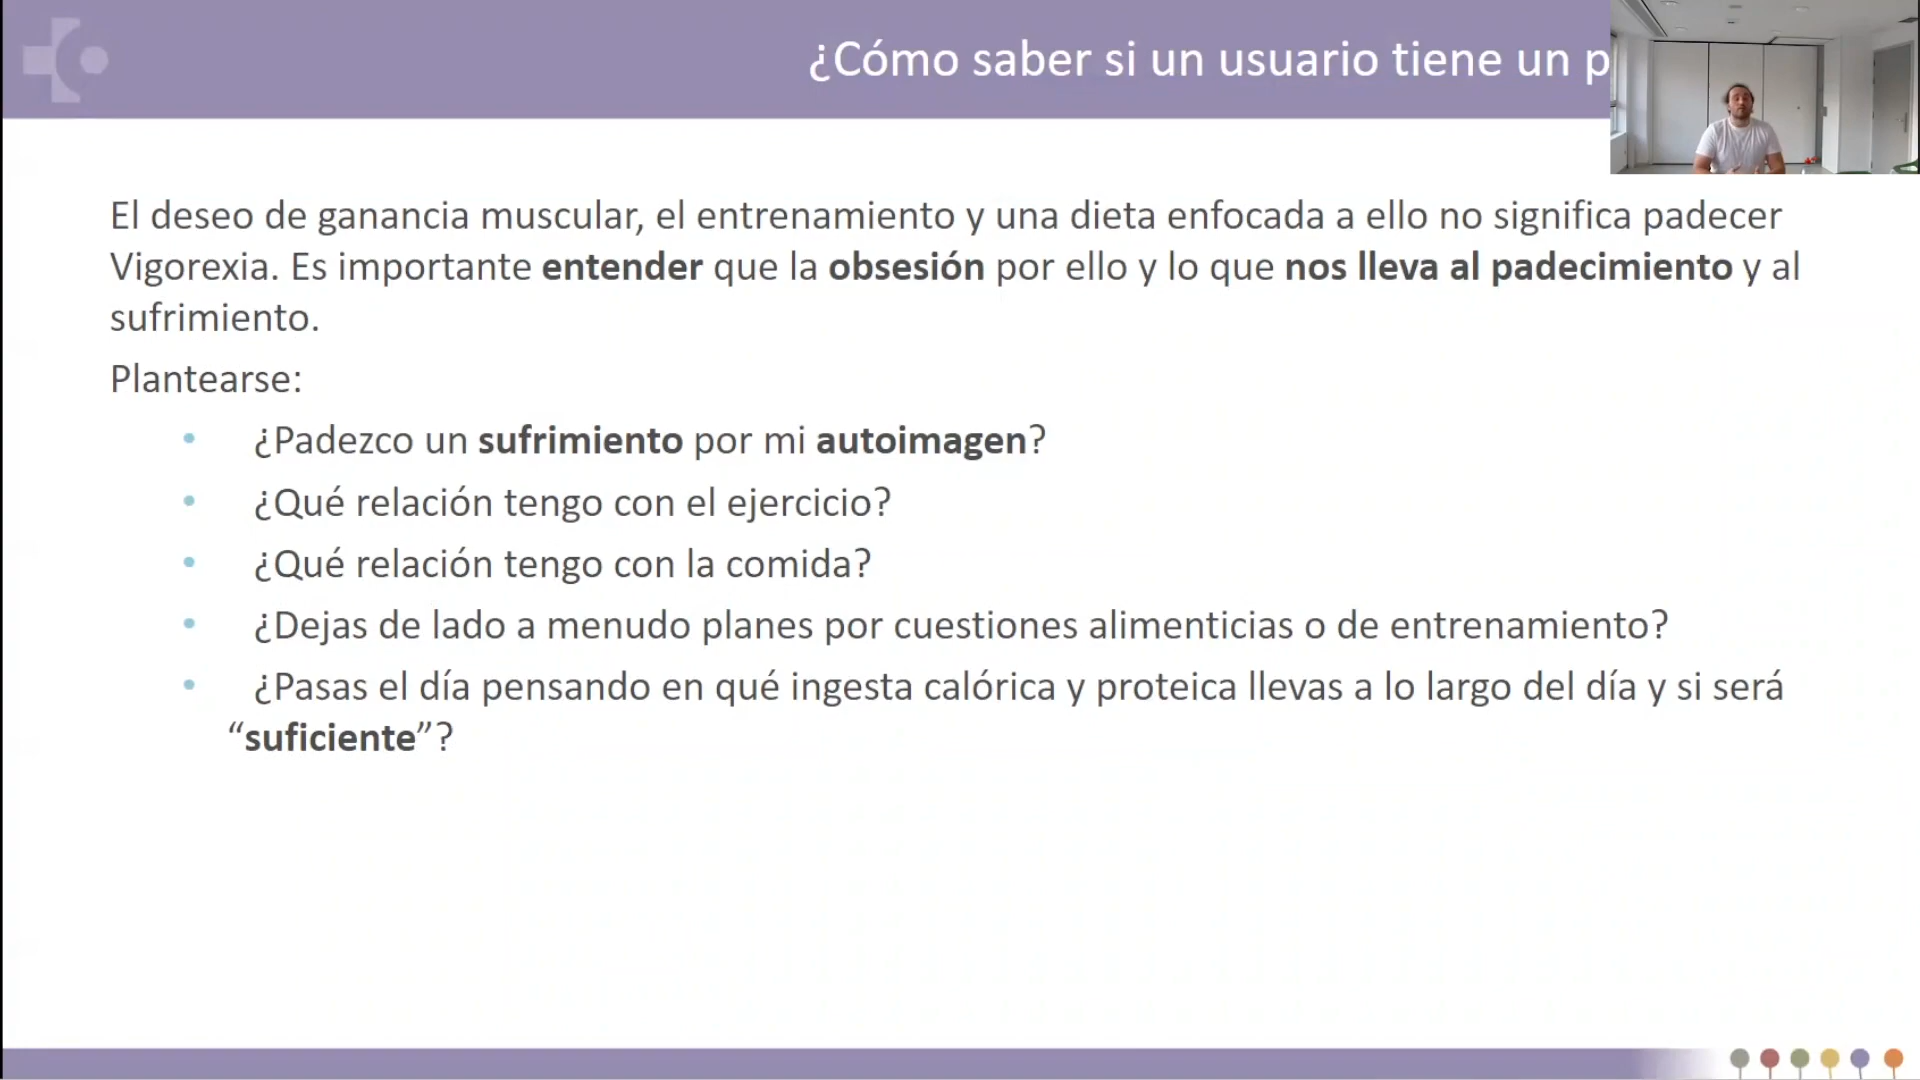 ¿Cómo saber si un usuario tiene un p
El deseo de ganancia muscular, el entrenamiento y una dieta enfocada a ello no significa padecer
Vigorexia. Es importante entender que la obsesión por ello y lo que nos lleva al padecimiento y al
sufrimiento.
Plantearse:
• ¿Padezco un sufrimiento por mi autoimagen?
• ¿Qué relación tengo con el ejercicio?
• ¿Qué relación tengo con la comida?
• ¿Dejas de lado a menudo planes por cuestiones alimenticias o de entrenamiento?
• ¿Pasas el día pensando en qué ingesta calórica y proteica llevas a lo largo del día y si será
“suficiente”?